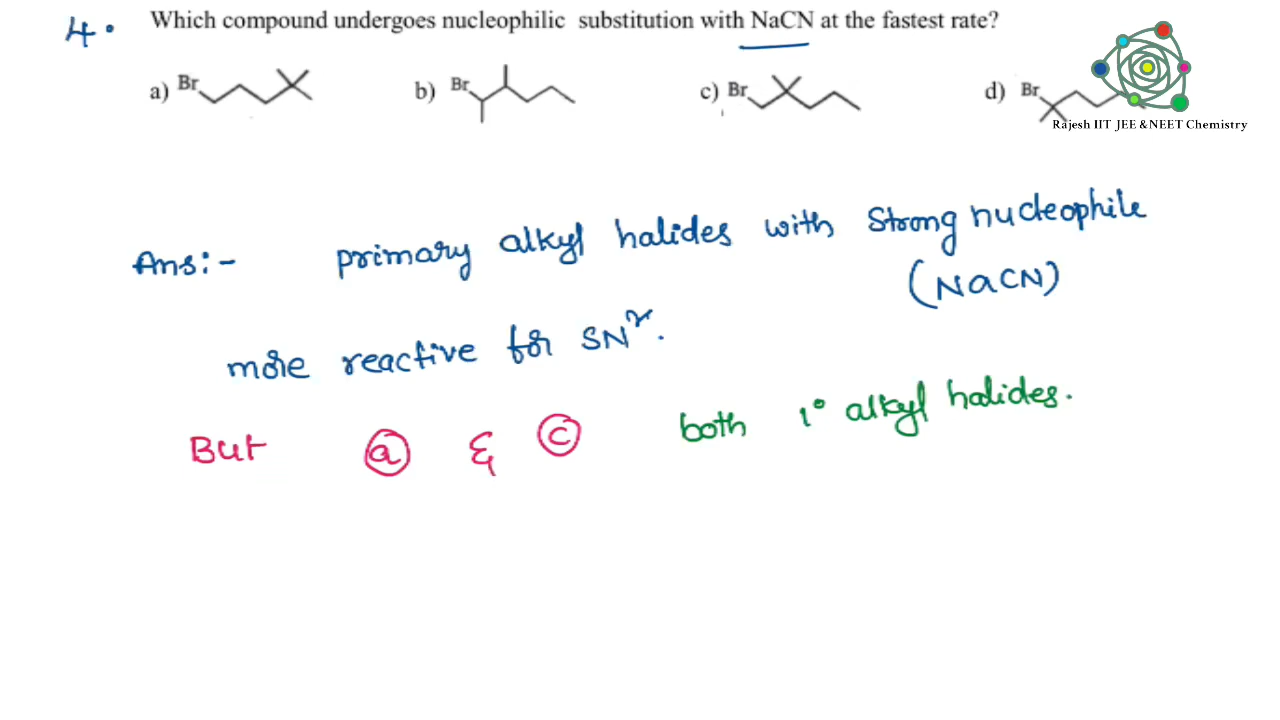 4. Which compound undergoes nucleophilic substitution with NaCN at the fastest rate?
a) Br b) Br c) Br d) Br
Rajesh IIT JEE &NEET Chemistry
Ans:- primary alkyl halides with Strong nucleophile
(NaCN)
more reactive for SN².
But a & c both 1° alkyl halides.